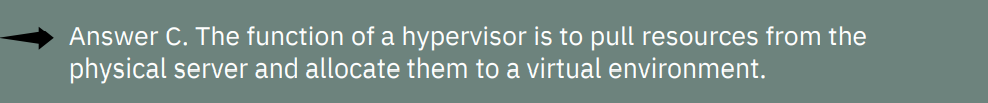 Answer C. The function of a hypervisor is to pull resources from the
physical server and allocate them to a virtual environment.